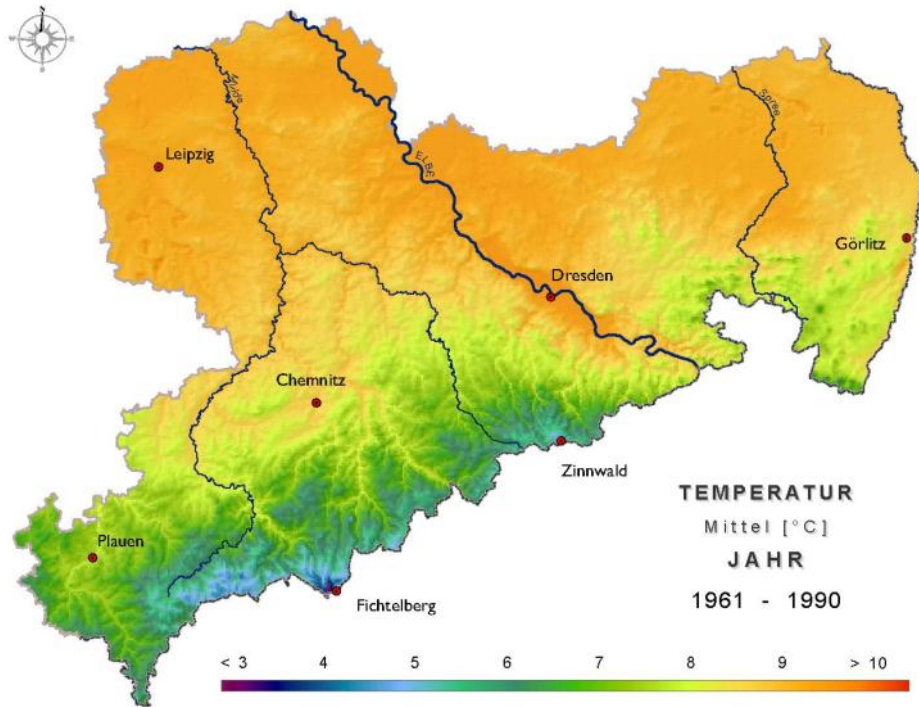 Mulde
Elbe
Spree
Leipzig
Görlitz
Dresden
Chemnitz
Zinnwald
Plauen
Fichtelberg
TEMPERATUR
Mittel [°C]
JAHR
1961 - 1990
< 3 4 5 6 7 8 9 > 10